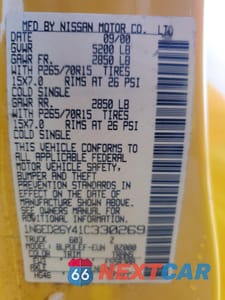 MFD BY NISSAN MOTOR CO. LTD
DATE 09/00
GVWR 5200 LB
GAWR FR. 2850 LB
WITH P265/70R15 TIRES
15X7.0 RIMS AT 26 PSI
COLD SINGLE
GAWR RR. 2850 LB
WITH P265/70R15 TIRES
15X7.0 RIMS AT 26 PSI
COLD SINGLE
THIS VEHICLE CONFORMS TO
ALL APPLICABLE FEDERAL
MOTOR VEHICLE SAFETY,
BUMPER AND THEFT
PREVENTION STANDARDS IN
EFFECT ON THE DATE OF
MANUFACTURE SHOWN ABOVE.
SEE OWNERS MANUAL FOR
ADDITIONAL INFORMATION.
1N6ED26Y41C330269
TRUCK 603
MODEL
COLOR TRIM
66
NEXTCAR